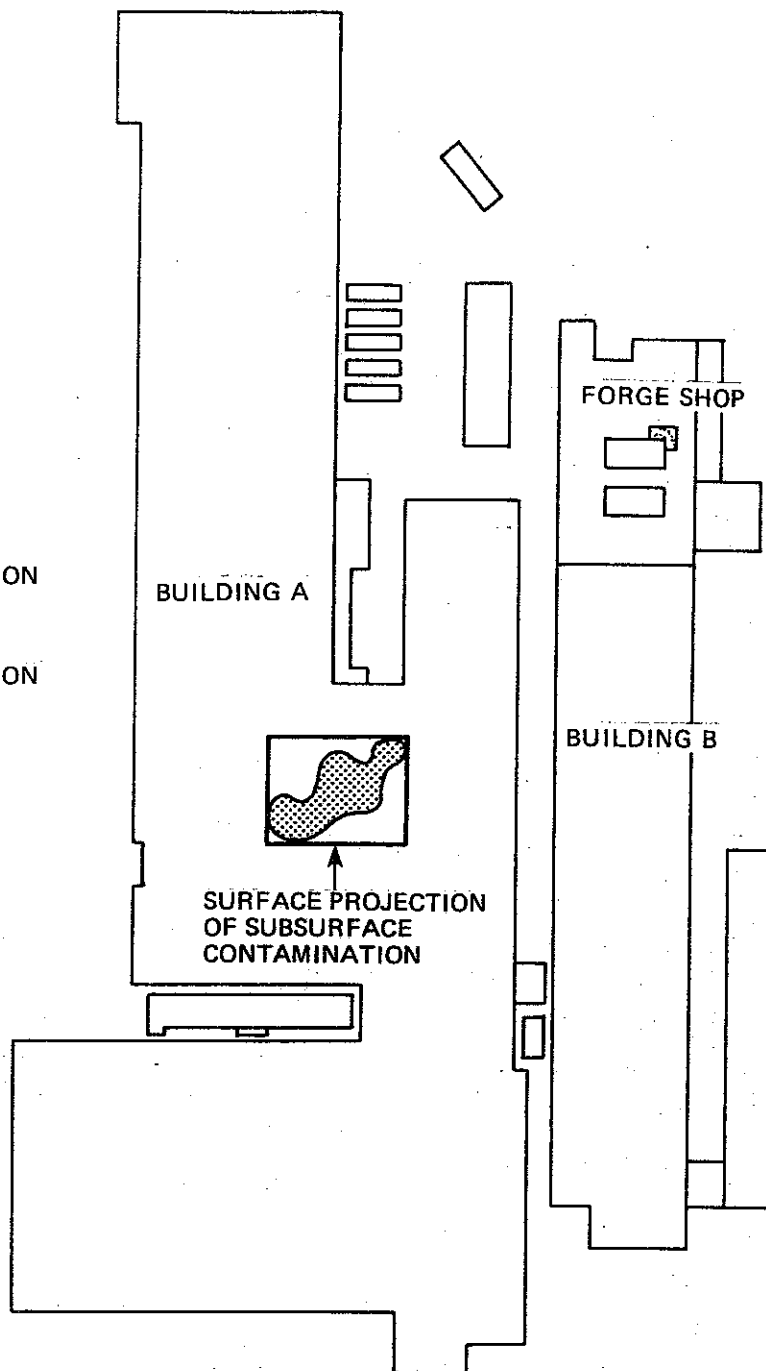 FORGE SHOP
ON
BUILDING A
ON
BUILDING B
SURFACE PROJECTION
OF SUBSURFACE
CONTAMINATION